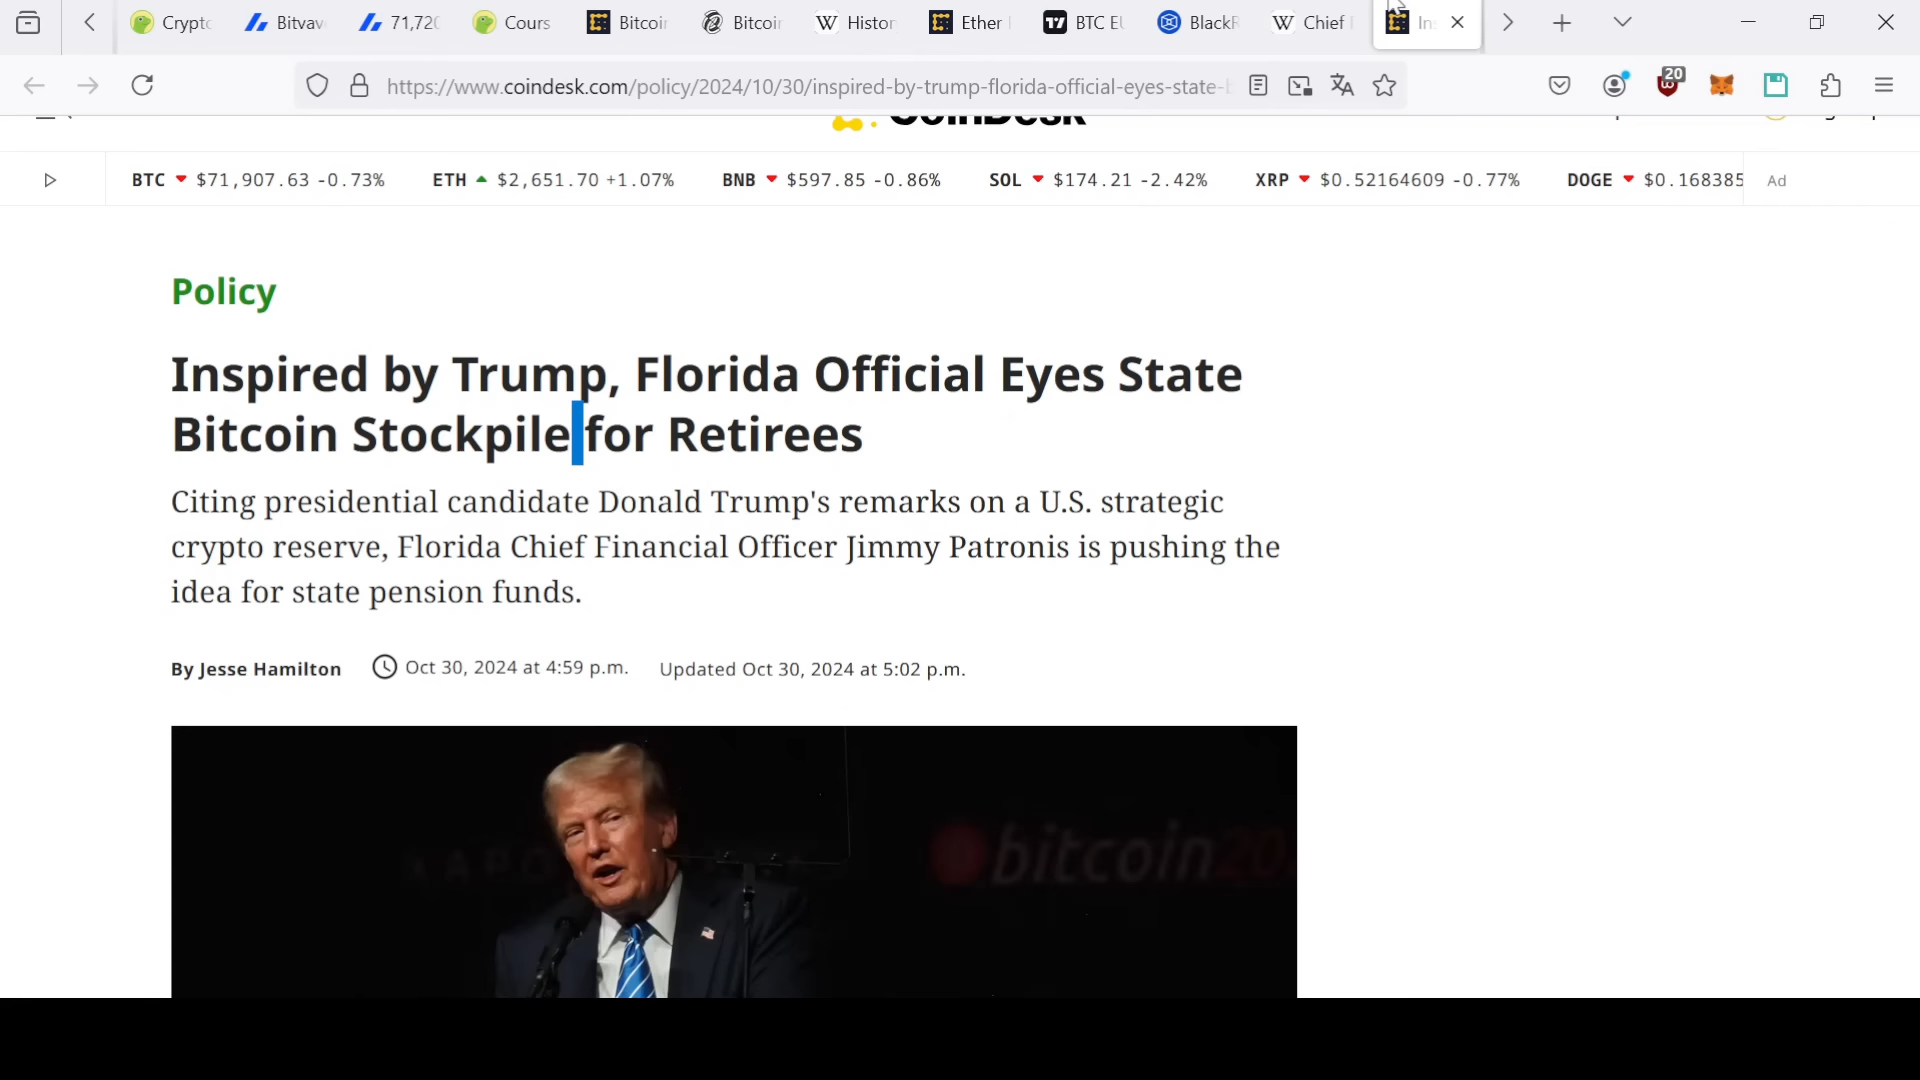 Crypto
Bitvav
71,720
Cours
Bitcoin
Bitcoin
Histor
Ether
BTC EU
BlackR
Chief
Ins
https://www.coindesk.com/policy/2024/10/30/inspired-by-trump-florida-official-eyes-state-b
20
CoinDesk
BTC $71,907.63 -0.73% ETH $2,651.70 +1.07% BNB $597.85 -0.86% SOL $174.21 -2.42% XRP $0.52164609 -0.77% DOGE $0.168385 Ad
Policy
Inspired by Trump, Florida Official Eyes State
Bitcoin Stockpile for Retirees
Citing presidential candidate Donald Trump's remarks on a U.S. strategic
crypto reserve, Florida Chief Financial Officer Jimmy Patronis is pushing the
idea for state pension funds.
By Jesse Hamilton Oct 30, 2024 at 4:59 p.m. Updated Oct 30, 2024 at 5:02 p.m.
bitcoin20